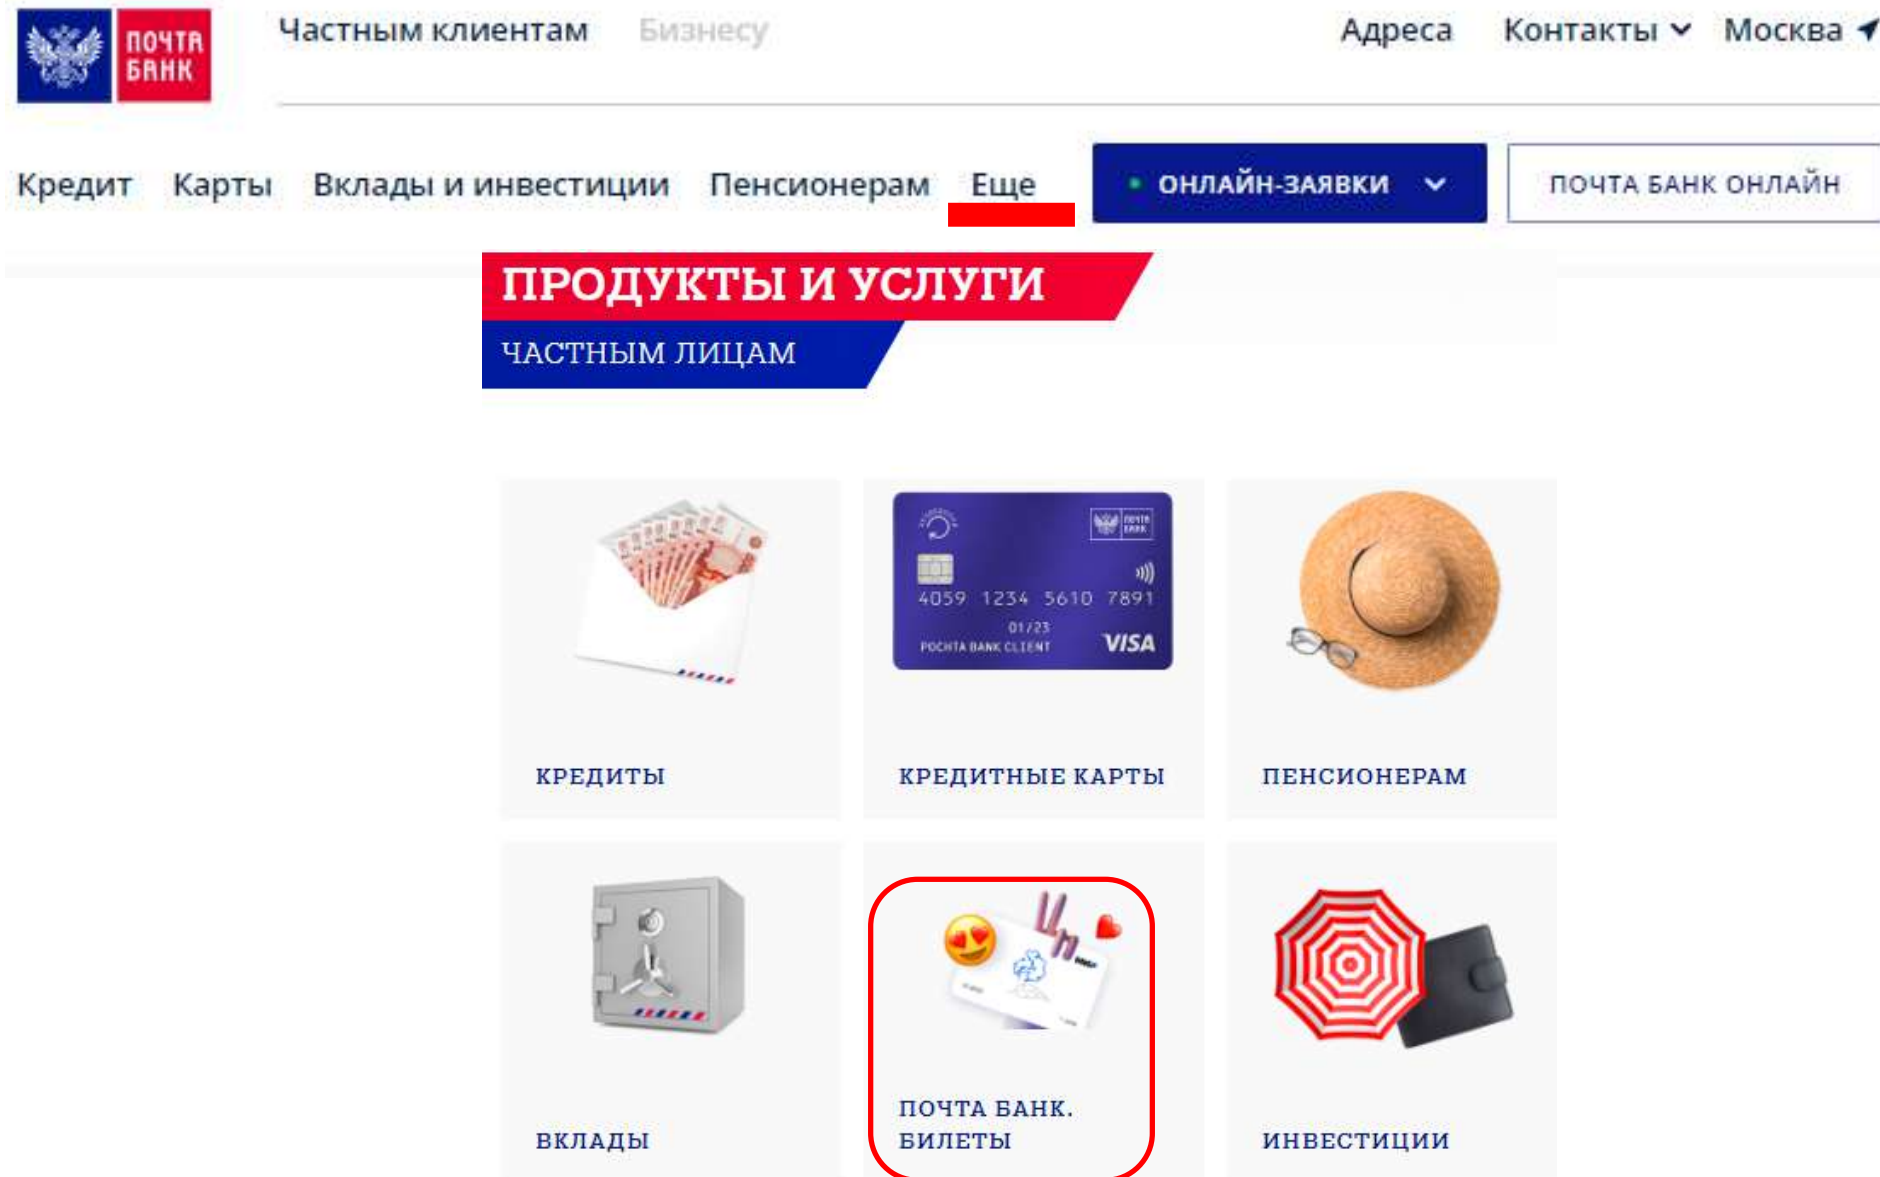 ПОЧТА
БАНК
Частным клиентам Бизнесу Адреса Контакты Москва
Кредит Карты Вклады и инвестиции Пенсионерам Еще ОНЛАЙН-ЗАЯВКИ ПОЧТА БАНК ОНЛАЙН
ПРОДУКТЫ И УСЛУГИ
ЧАСТНЫМ ЛИЦАМ
ПОЧТА
БАНК
4059 1234 5610 7891
01/23
POCHTA BANK CLIENT VISA
КРЕДИТЫ КРЕДИТНЫЕ КАРТЫ ПЕНСИОНЕРАМ
ПОЧТА БАНК.
ВКЛАДЫ БИЛЕТЫ ИНВЕСТИЦИИ